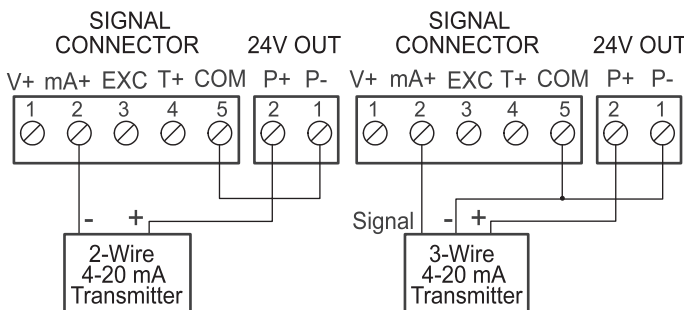 SIGNAL
CONNECTOR
24V OUT
V+ mA+ EXC T+ COM P+ P-
1 2 3 4 5 2 1
- +
2-Wire
4-20 mA
Transmitter
SIGNAL
CONNECTOR
24V OUT
V+ mA+ EXC T+ COM P+ P-
1 2 3 4 5 2 1
Signal - +
3-Wire
4-20 mA
Transmitter